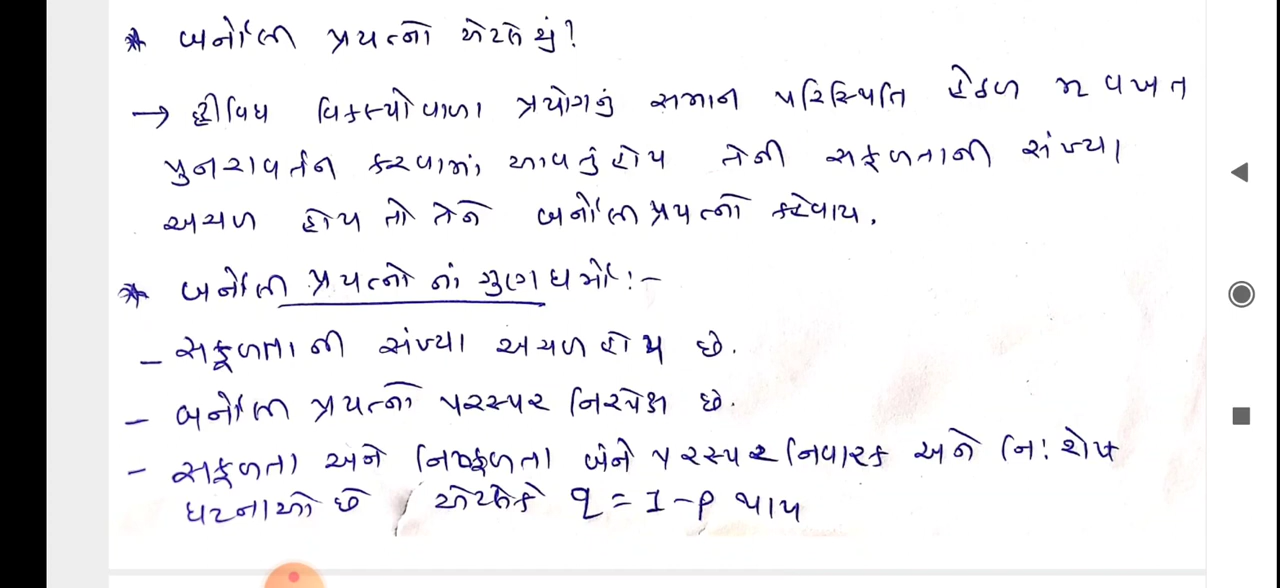 * બર્નોલી પ્રયત્નો એટલે શું?
→ દ્વીવિધ વિકલ્પોવાળા પ્રયોગનું સમાન પરિસ્થિતિ હેઠળ n વખત
પુનરાવર્તન કરવામાં આવતું હોય તેની સફળતાની સંખ્યા
અચળ હોય તો તેને બર્નોલી પ્રયત્નો કહેવાય.
* બર્નોલી પ્રયત્નો નાં ગુણધર્મો :-
- સફળતાની સંખ્યા અચળ હોય છે.
- બર્નોલી પ્રયત્નો પરસ્પર નિરપેક્ષ છે.
- સફળતા અને નિષ્ફળતા બંને પરસ્પર નિવારક અને નિઃશેષ
ઘટનાઓ છે, એટલેકે q = 1-p થાય